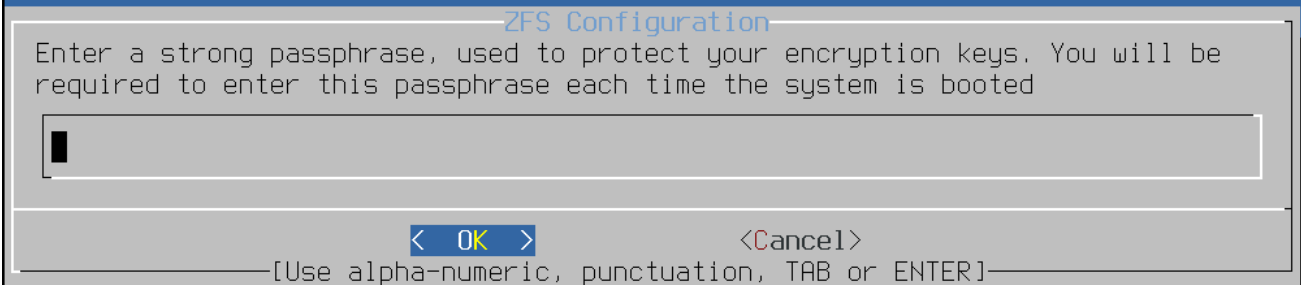 ZFS Configuration
Enter a strong passphrase, used to protect your encryption keys. You will be
required to enter this passphrase each time the system is booted
< OK > <Cancel>
[Use alpha-numeric, punctuation, TAB or ENTER]